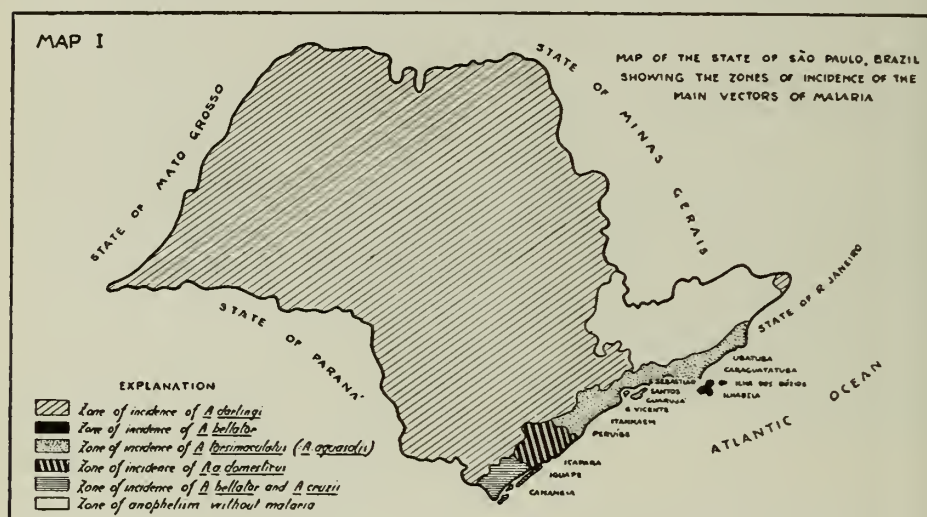 MAP I
MAP OF THE STATE OF SÃO PAULO, BRAZIL
SHOWING THE ZONES OF INCIDENCE OF THE
MAIN VECTORS OF MALARIA
STATE OF MATO GROSSO
STATE OF MINAS GERAIS
STATE OF R JANEIRO
STATE OF PARANÁ
ATLANTIC OCEAN
UBATUBA
CARAGUATATUBA
S. SEBASTIÃO
ILHA DOS BÚZIOS
ILHABELA
SANTOS
GUARUJÁ
S VICENTE
ITANHAEM
PERUIBE
ICAPARA
IGUAPE
CANANEIA
EXPLANATION
Zone of incidence of A darlingi
Zone of incidence of A bellator
Zone of incidence of A tarsimaculatus (A aquasalis)
Zone of incidence of A a domesticus
Zone of incidence of A bellator and A cruzii
Zone of anophelism without malaria